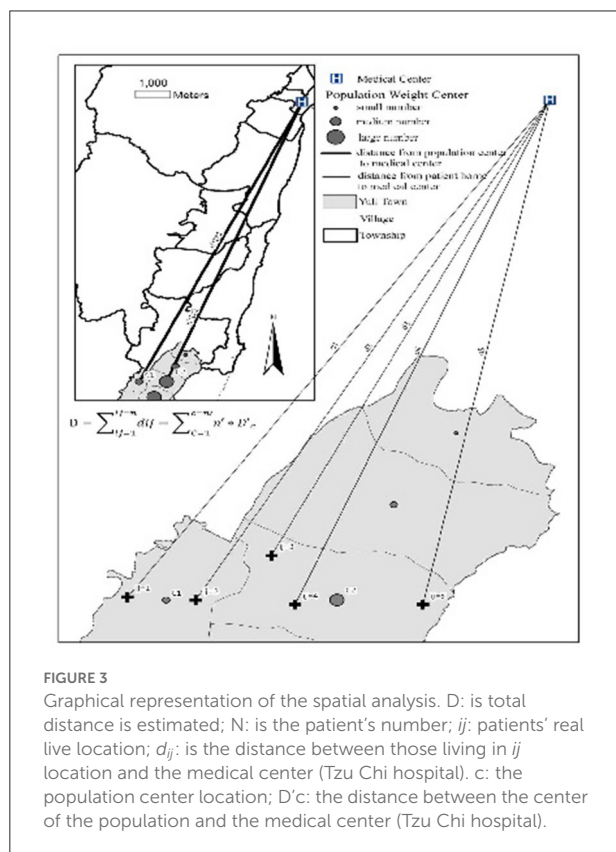 1,000
Meters
H Medical Center
Population Weight Center
small number
medium number
large number
distance from population center
to medical center
distance from patient home
to medical center
Yuli Town
Village
Township
H
H
N
C1
FIGURE 3
Graphical representation of the spatial analysis. D: is total
distance is estimated; N: is the patient's number; ij: patients' real
live location; dij: is the distance between those living in ij
location and the medical center (Tzu Chi hospital). c: the
population center location; D'c: the distance between the center
of the population and the medical center (Tzu Chi hospital).